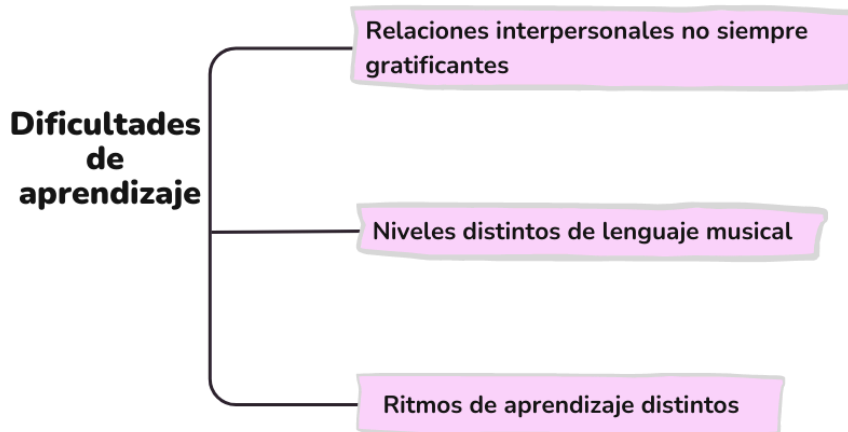 Dificultades
de
aprendizaje
Relaciones interpersonales no siempre
gratificantes
Niveles distintos de lenguaje musical
Ritmos de aprendizaje distintos